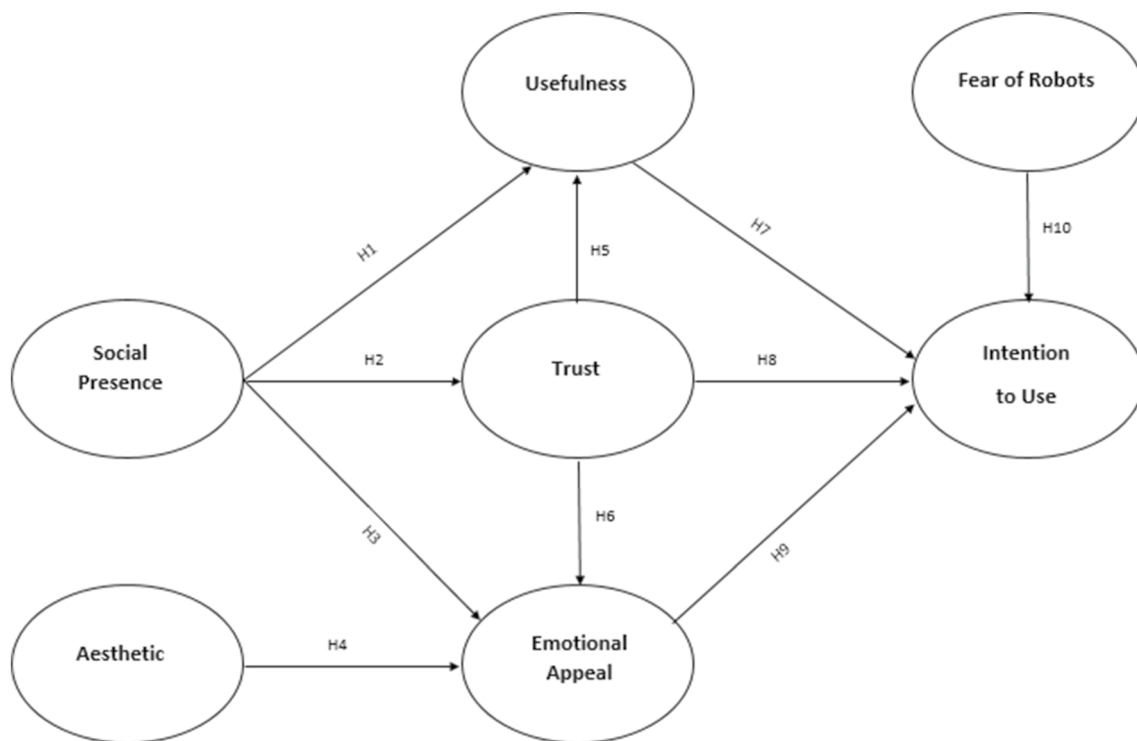 Usefulness
Fear of Robots
H1
H5
H7
H10
Social
Presence
H2
Trust
H8
Intention
to Use
H3
H6
H9
Aesthetic
H4
Emotional
Appeal